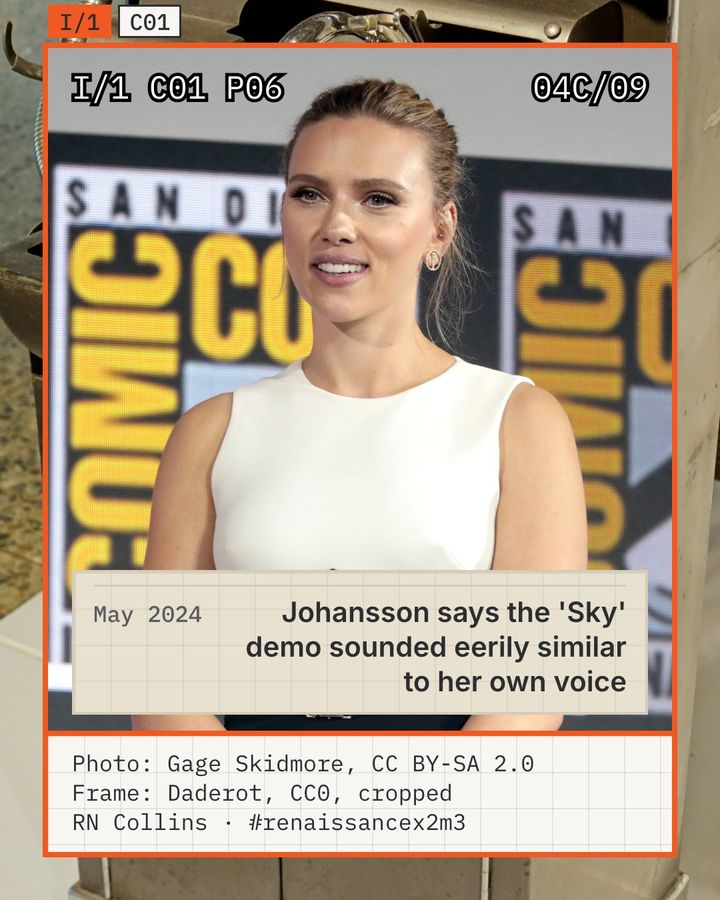 I/1 C01
I/1 C01 P06 04C/09
SAN DI
SAN
COMIC
CO
COMIC
May 2024
Johansson says the 'Sky'
demo sounded eerily similar
to her own voice
Photo: Gage Skidmore, CC BY-SA 2.0
Frame: Daderot, CC0, cropped
RN Collins · #renaissancex2m3